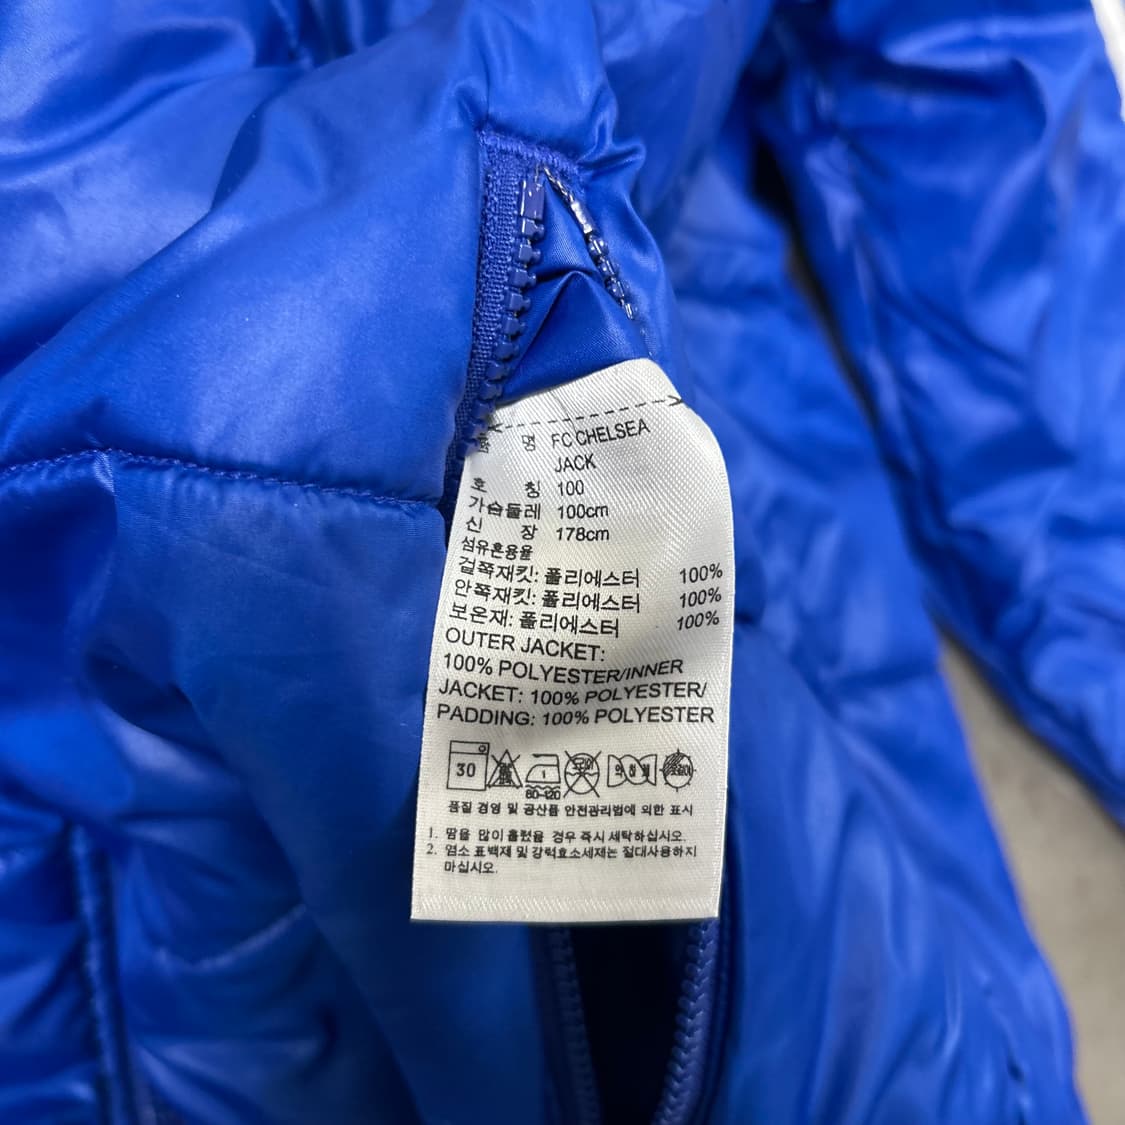 품 명 FC CHELSEA
JACK
호 칭 100
가슴둘레 100cm
신 장 178cm
섬유혼용율
겉쪽재킷: 폴리에스터 100%
안쪽재킷: 폴리에스터 100%
보온재: 폴리에스터 100%
OUTER JACKET:
100% POLYESTER/INNER
JACKET: 100% POLYESTER/
PADDING: 100% POLYESTER
30
80-120
품질 경영 및 공산품 안전관리법에 의한 표시
1. 땀을 많이 흘렸을 경우 즉시 세탁하십시오.
2. 염소 표백제 및 강력효소세제는 절대사용하지
마십시오.